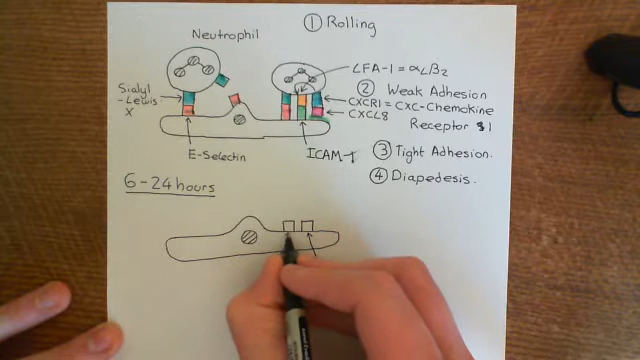 ① Rolling
Neutrophil
LFA-1 = αLβ2
② Weak Adhesion
Sialyl
-Lewis
X
CXCR1 = CXC-Chemokine
Receptor 1
CXCL8
E-Selectin
ICAM-1
③ Tight Adhesion.
④ Diapedesis.
6-24 hours